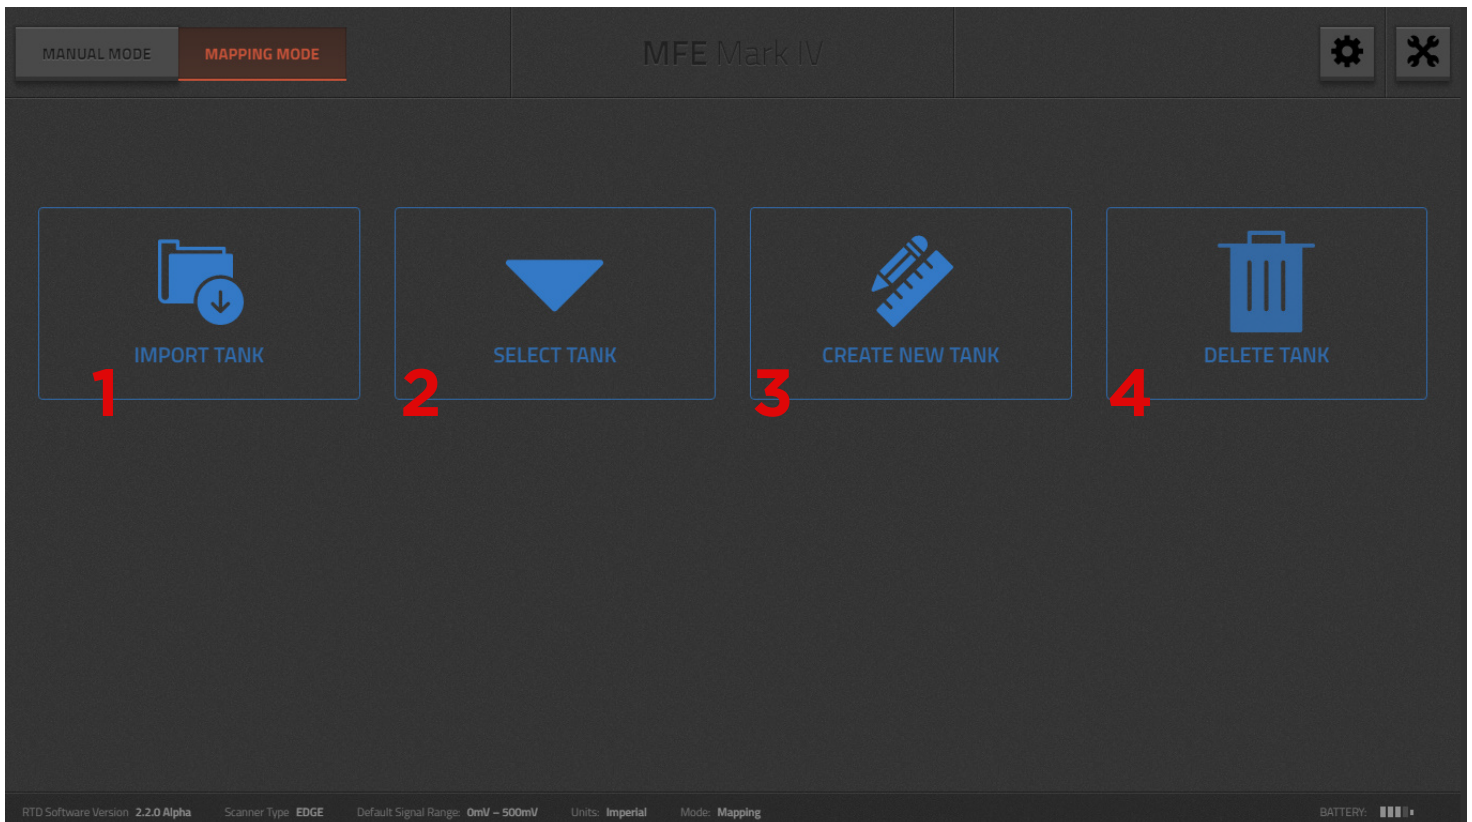 MANUAL MODE MAPPING MODE MFE Mark IV
IMPORT TANK SELECT TANK CREATE NEW TANK DELETE TANK
1 2 3 4
RTD Software Version 2.2.0 Alpha Scanner Type EDGE Default Signal Range: 0mV – 500mV Units: Imperial Mode: Mapping BATTERY: